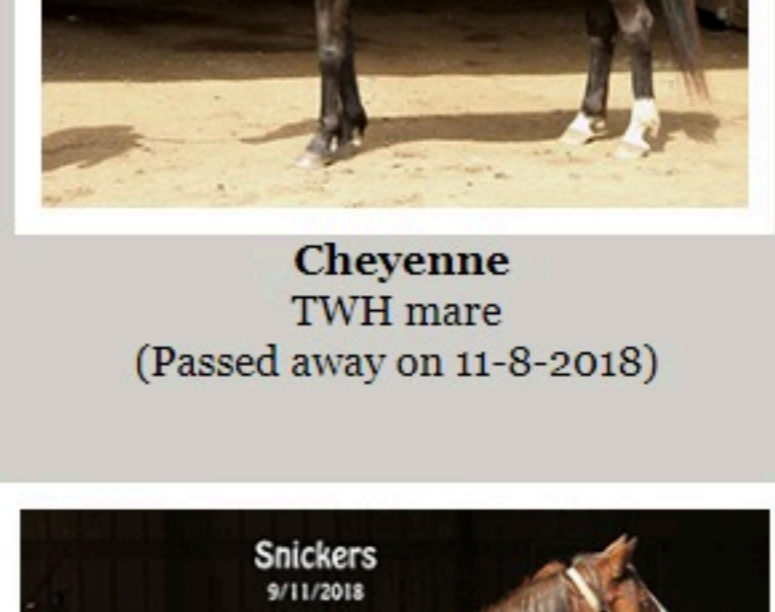 Cheyenne
TWH mare
(Passed away on 11-8-2018)
Snickers
9/11/2018